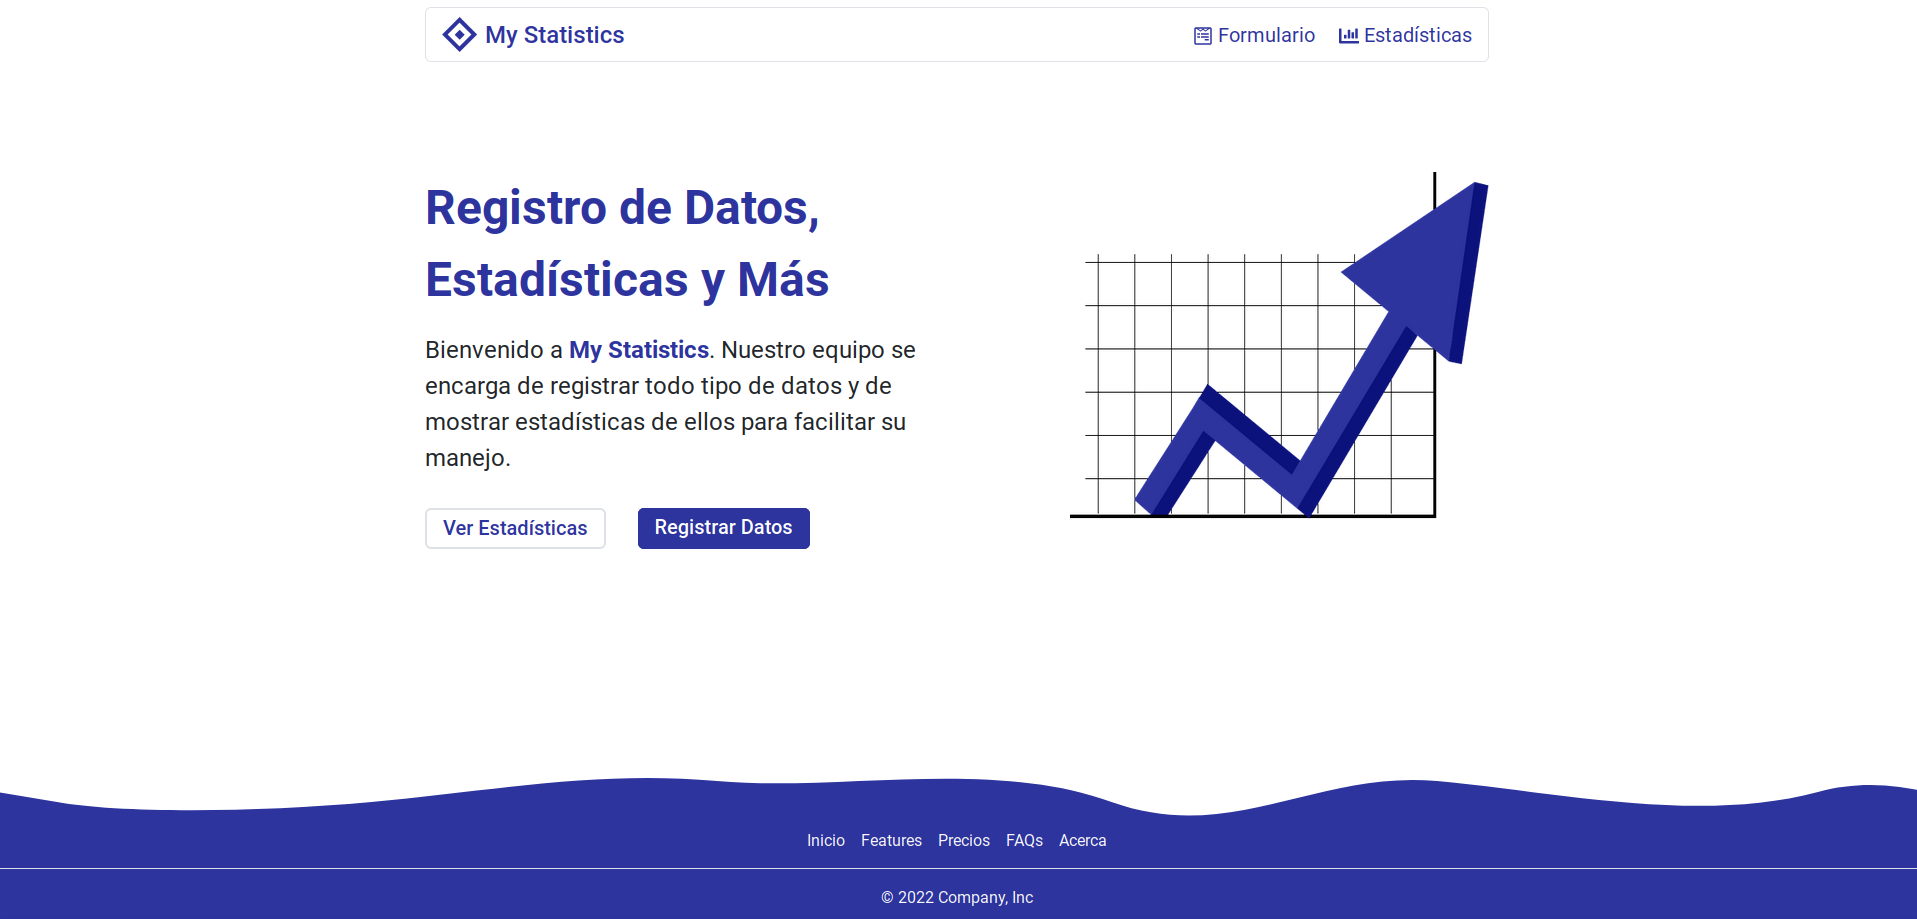 My Statistics
Formulario
Estadísticas
Registro de Datos,
Estadísticas y Más
Bienvenido a My Statistics. Nuestro equipo se
encarga de registrar todo tipo de datos y de
mostrar estadísticas de ellos para facilitar su
manejo.
Ver Estadísticas
Registrar Datos
Inicio Features Precios FAQs Acerca
© 2022 Company, Inc